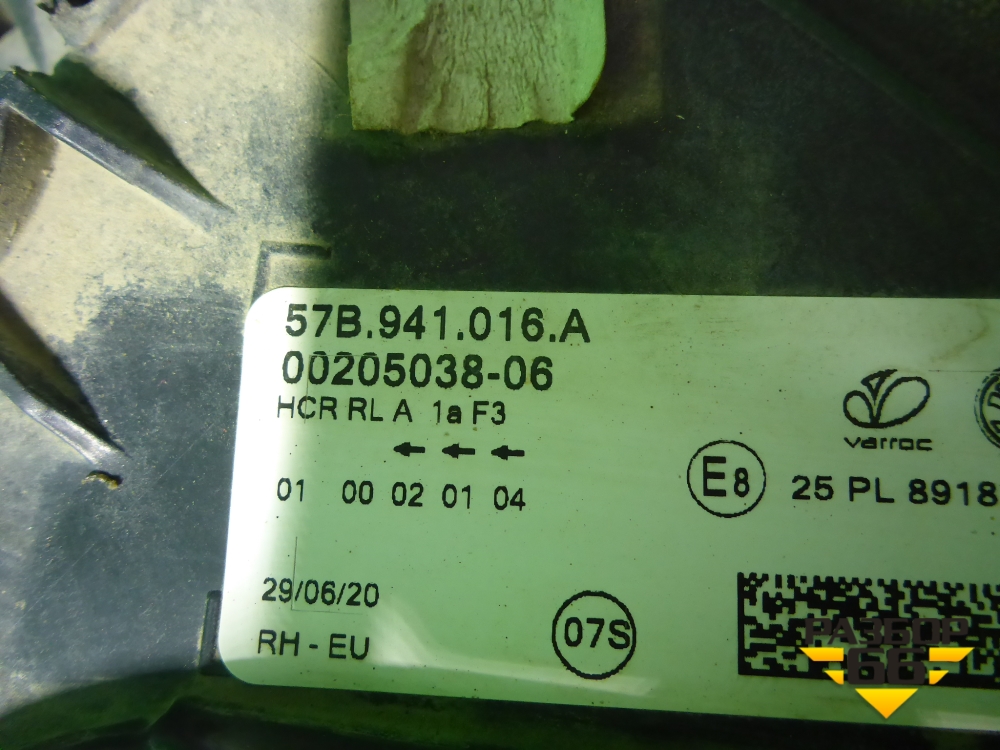 57B.941.016.A
00205038-06
HCR RL A 1a F3
01 00 02 01 04
varroc
E8
25 PL 8918
29/06/20
RH - EU
07S
РАЗБОР
66